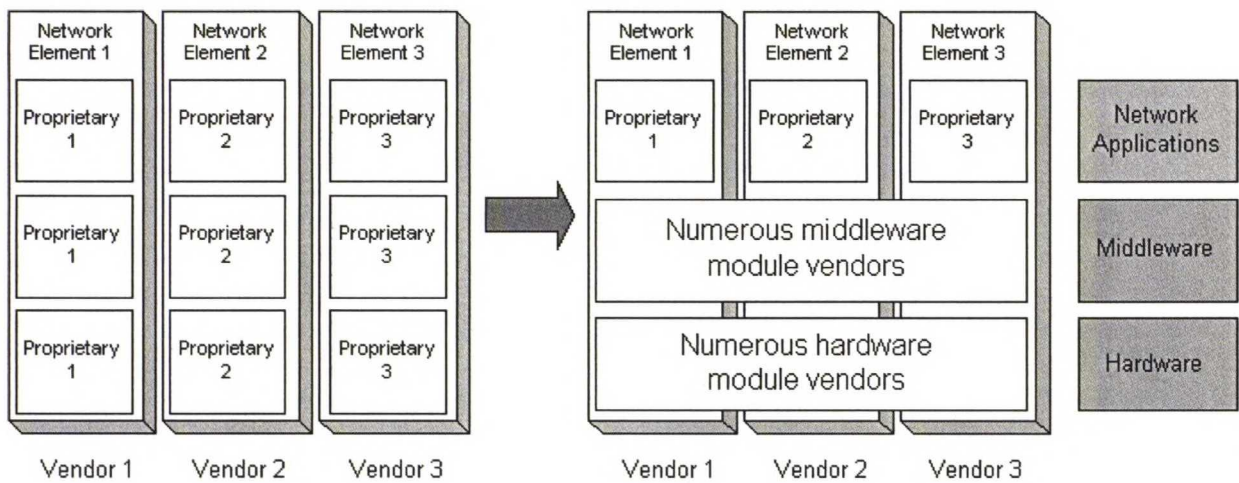 Network
Element 1
Network
Element 2
Network
Element 3
Proprietary
1
Proprietary
2
Proprietary
3
Proprietary
1
Proprietary
2
Proprietary
3
Proprietary
1
Proprietary
2
Proprietary
3
Vendor 1
Vendor 2
Vendor 3
Network
Element 1
Network
Element 2
Network
Element 3
Proprietary
1
Proprietary
2
Proprietary
3
Network
Applications
Numerous middleware
module vendors
Middleware
Numerous hardware
module vendors
Hardware
Vendor 1
Vendor 2
Vendor 3